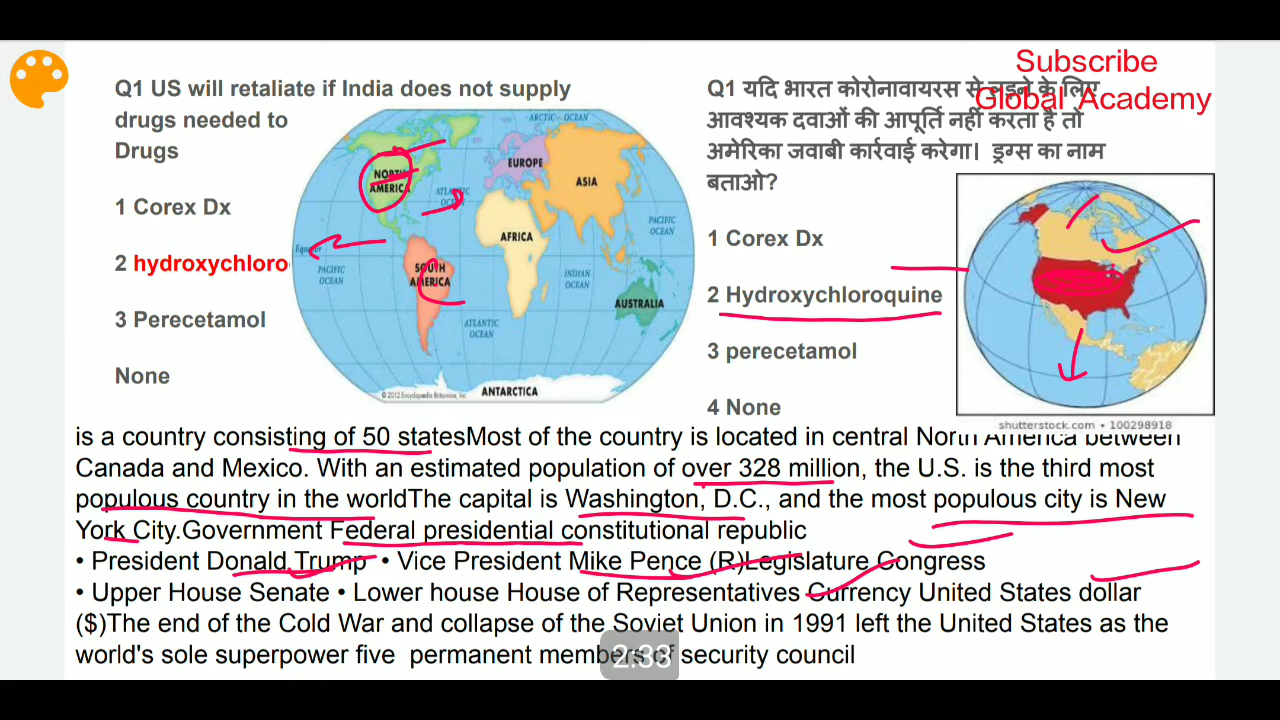 Subscribe
Global Academy
Q1 US will retaliate if India does not supply
drugs needed to
Drugs
1 Corex Dx
2 hydroxychloro
3 Perecetamol
None
ARCTIC OCEAN
NORTH
AMERICA
EUROPE
ASIA
ATLANTIC
OCEAN
PACIFIC
OCEAN
AFRICA
Equator
PACIFIC
OCEAN
SOUTH
AMERICA
INDIAN
OCEAN
AUSTRALIA
ATLANTIC
OCEAN
ANTARCTICA
© 2012 Encyclopædia Britannica, Inc.
Q1 यदि भारत कोरोनावायरस से लड़ने के लिए
आवश्यक दवाओं की आपूर्ति नहीं करता है तो
अमेरिका जवाबी कार्रवाई करेगा। ड्रग्स का नाम
बताओ?
1 Corex Dx
2 Hydroxychloroquine
3 perecetamol
4 None
shutterstock.com • 100298918
is a country consisting of 50 statesMost of the country is located in central North America between
Canada and Mexico. With an estimated population of over 328 million, the U.S. is the third most
populous country in the worldThe capital is Washington, D.C., and the most populous city is New
York City.Government Federal presidential constitutional republic
• President Donald Trump • Vice President Mike Pence (R)Legislature Congress
• Upper House Senate • Lower house House of Representatives Currency United States dollar
($)The end of the Cold War and collapse of the Soviet Union in 1991 left the United States as the
world's sole superpower five permanent members of security council
2:33